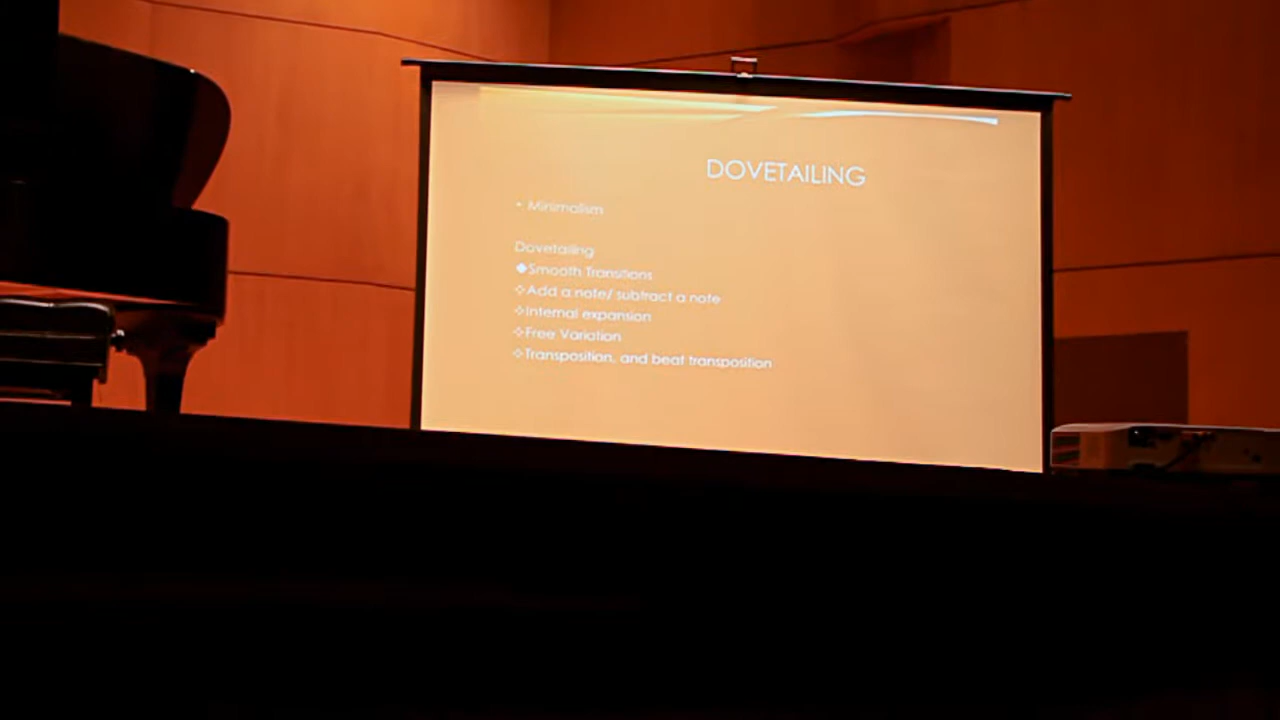 DOVETAILING
• Minimalism
Dovetailing
❖Smooth Transitions
❖Add a note/ subtract a note
❖Internal expansion
❖Free Variation
❖Transposition, and beat transposition